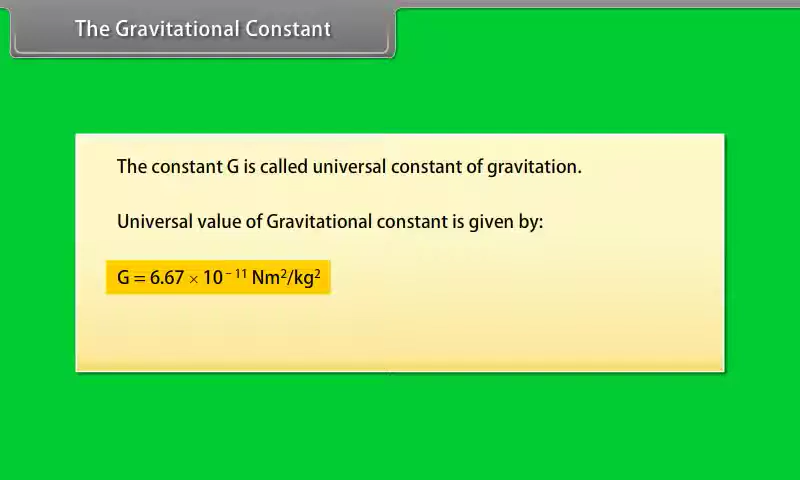 The Gravitational Constant
The constant G is called universal constant of gravitation.
Universal value of Gravitational constant is given by:
G = 6.67 × 10⁻¹¹ Nm²/kg²